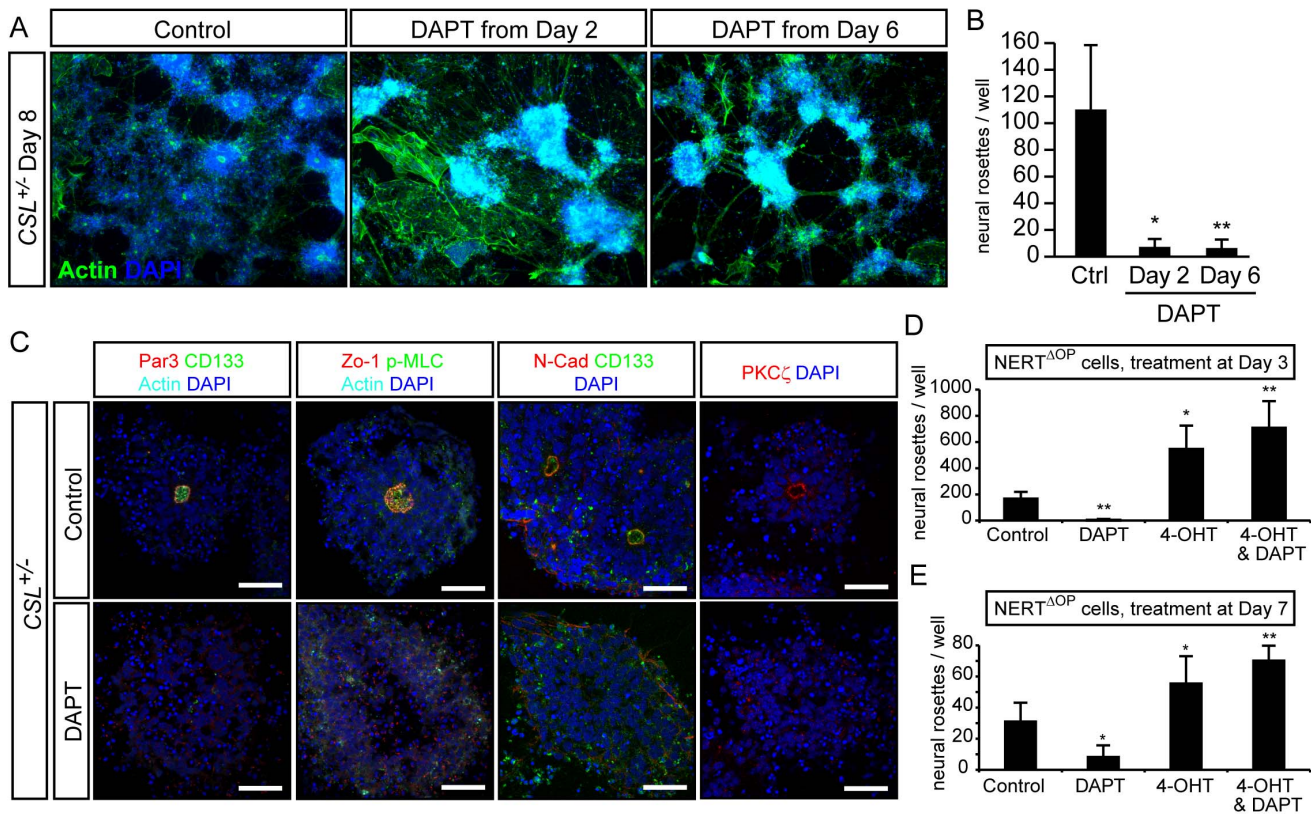 A
Control
DAPT from Day 2
DAPT from Day 6
CSL+/- Day 8
Actin DAPI
B
neural rosettes / well
160
140
120
100
80
60
40
20
0
*
**
Ctrl
Day 2
Day 6
DAPT
C
Par3 CD133
Actin DAPI
Zo-1 p-MLC
Actin DAPI
N-Cad CD133
DAPI
PKCζ DAPI
CSL+/-
Control
DAPT
D
NERTΔOP cells, treatment at Day 3
neural rosettes / well
1000
800
600
400
200
0
**
*
**
Control
DAPT
4-OHT
4-OHT
& DAPT
E
NERTΔOP cells, treatment at Day 7
neural rosettes / well
80
60
40
20
0
*
*
**
Control
DAPT
4-OHT
4-OHT
& DAPT